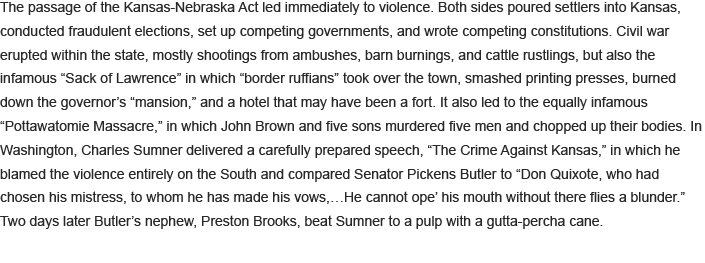 The passage of the Kansas-Nebraska Act led immediately to violence. Both sides poured settlers into Kansas,
conducted fraudulent elections, set up competing governments, and wrote competing constitutions. Civil war
erupted within the state, mostly shootings from ambushes, barn burnings, and cattle rustlings, but also the
infamous “Sack of Lawrence” in which “border ruffians” took over the town, smashed printing presses, burned
down the governor’s “mansion,” and a hotel that may have been a fort. It also led to the equally infamous
“Pottawatomie Massacre,” in which John Brown and five sons murdered five men and chopped up their bodies. In
Washington, Charles Sumner delivered a carefully prepared speech, “The Crime Against Kansas,” in which he
blamed the violence entirely on the South and compared Senator Pickens Butler to “Don Quixote, who had
chosen his mistress, to whom he has made his vows,…He cannot ope’ his mouth without there flies a blunder.”
Two days later Butler’s nephew, Preston Brooks, beat Sumner to a pulp with a gutta-percha cane.